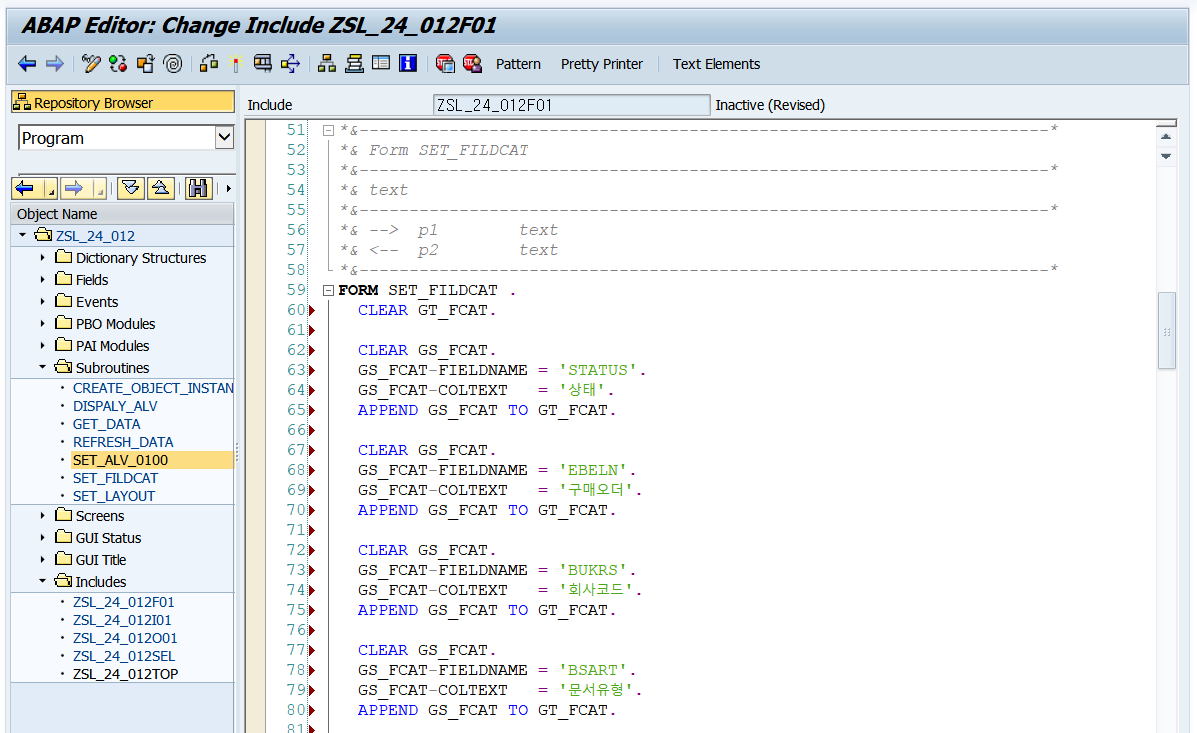 ABAP Editor: Change Include ZSL_24_012F01
Pattern Pretty Printer Text Elements
Repository Browser
Program
Object Name
ZSL_24_012
Dictionary Structures
Fields
Events
PBO Modules
PAI Modules
Subroutines
CREATE_OBJECT_INSTAN
DISPALY_ALV
GET_DATA
REFRESH_DATA
SET_ALV_0100
SET_FILDCAT
SET_LAYOUT
Screens
GUI Status
GUI Title
Includes
ZSL_24_012F01
ZSL_24_012I01
ZSL_24_012O01
ZSL_24_012SEL
ZSL_24_012TOP
Include ZSL_24_012F01 Inactive (Revised)
51 *&---------------------------------------------------------------------*
52 *& Form SET_FILDCAT
53 *&---------------------------------------------------------------------*
54 *& text
55 *&---------------------------------------------------------------------*
56 *& --> p1 text
57 *& <-- p2 text
58 *&---------------------------------------------------------------------*
59 FORM SET_FILDCAT .
60 CLEAR GT_FCAT.
61
62 CLEAR GS_FCAT.
63 GS_FCAT-FIELDNAME = 'STATUS'.
64 GS_FCAT-COLTEXT = '상태'.
65 APPEND GS_FCAT TO GT_FCAT.
66
67 CLEAR GS_FCAT.
68 GS_FCAT-FIELDNAME = 'EBELN'.
69 GS_FCAT-COLTEXT = '구매오더'.
70 APPEND GS_FCAT TO GT_FCAT.
71
72 CLEAR GS_FCAT.
73 GS_FCAT-FIELDNAME = 'BUKRS'.
74 GS_FCAT-COLTEXT = '회사코드'.
75 APPEND GS_FCAT TO GT_FCAT.
76
77 CLEAR GS_FCAT.
78 GS_FCAT-FIELDNAME = 'BSART'.
79 GS_FCAT-COLTEXT = '문서유형'.
80 APPEND GS_FCAT TO GT_FCAT.
81